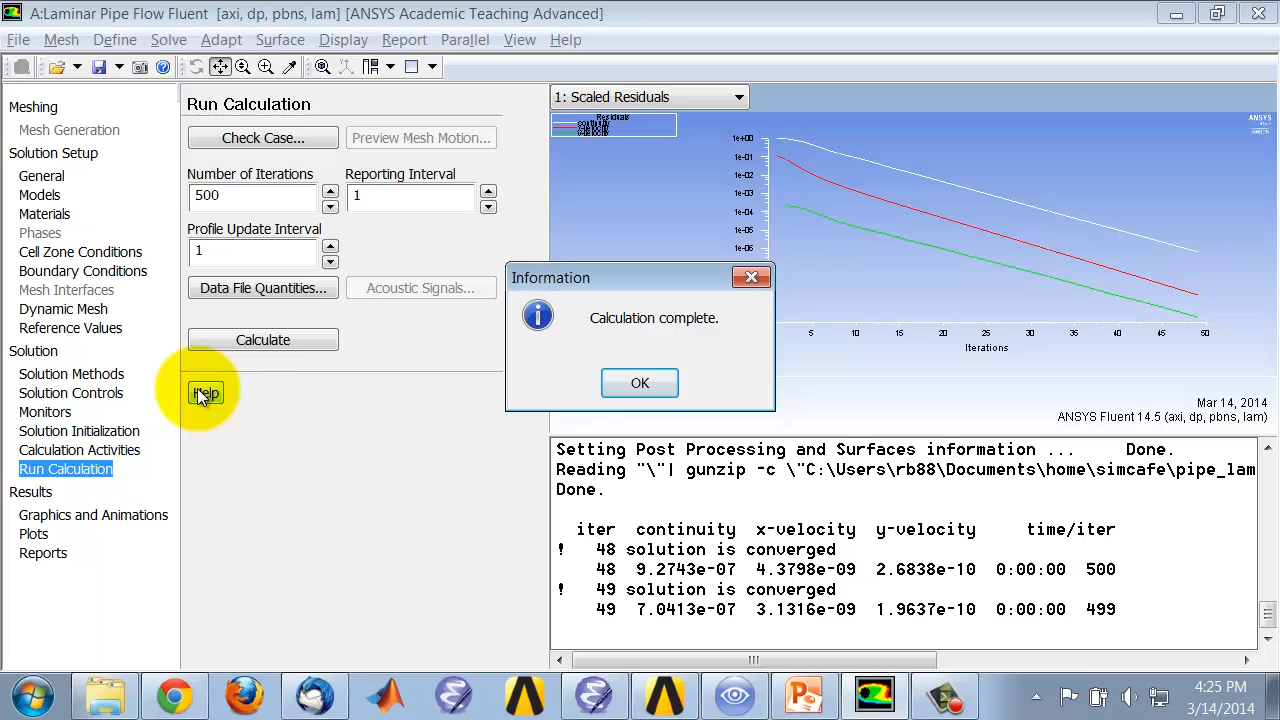 A:Laminar Pipe Flow Fluent [axi, dp, pbns, lam] [ANSYS Academic Teaching Advanced]
File Mesh Define Solve Adapt Surface Display Report Parallel View Help
Meshing
Mesh Generation
Solution Setup
General
Models
Materials
Phases
Cell Zone Conditions
Boundary Conditions
Mesh Interfaces
Dynamic Mesh
Reference Values
Solution
Solution Methods
Solution Controls
Monitors
Solution Initialization
Calculation Activities
Run Calculation
Results
Graphics and Animations
Plots
Reports
Run Calculation
Check Case...
Preview Mesh Motion...
Number of Iterations
Reporting Interval
500
1
Profile Update Interval
1
Data File Quantities...
Acoustic Signals...
Calculate
Help
1: Scaled Residuals
Residuals
continuity
ANSYS
1e+00
1e-01
1e-02
1e-03
1e-04
1e-05
1e-06
5 10 15 20 25 30 35 40 45 50
Iterations
Mar 14, 2014
ANSYS Fluent 14.5 (axi, dp, pbns, lam)
Information
Calculation complete.
OK
Setting Post Processing and Surfaces information ... Done.
Reading "\"| gunzip -c \"C:\Users\rb88\Documents\home\simcafe\pipe_lam
Done.
iter continuity x-velocity y-velocity time/iter
! 48 solution is converged
48 9.2743e-07 4.3798e-09 2.6838e-10 0:00:00 500
! 49 solution is converged
49 7.0413e-07 3.1316e-09 1.9637e-10 0:00:00 499
4:25 PM
3/14/2014